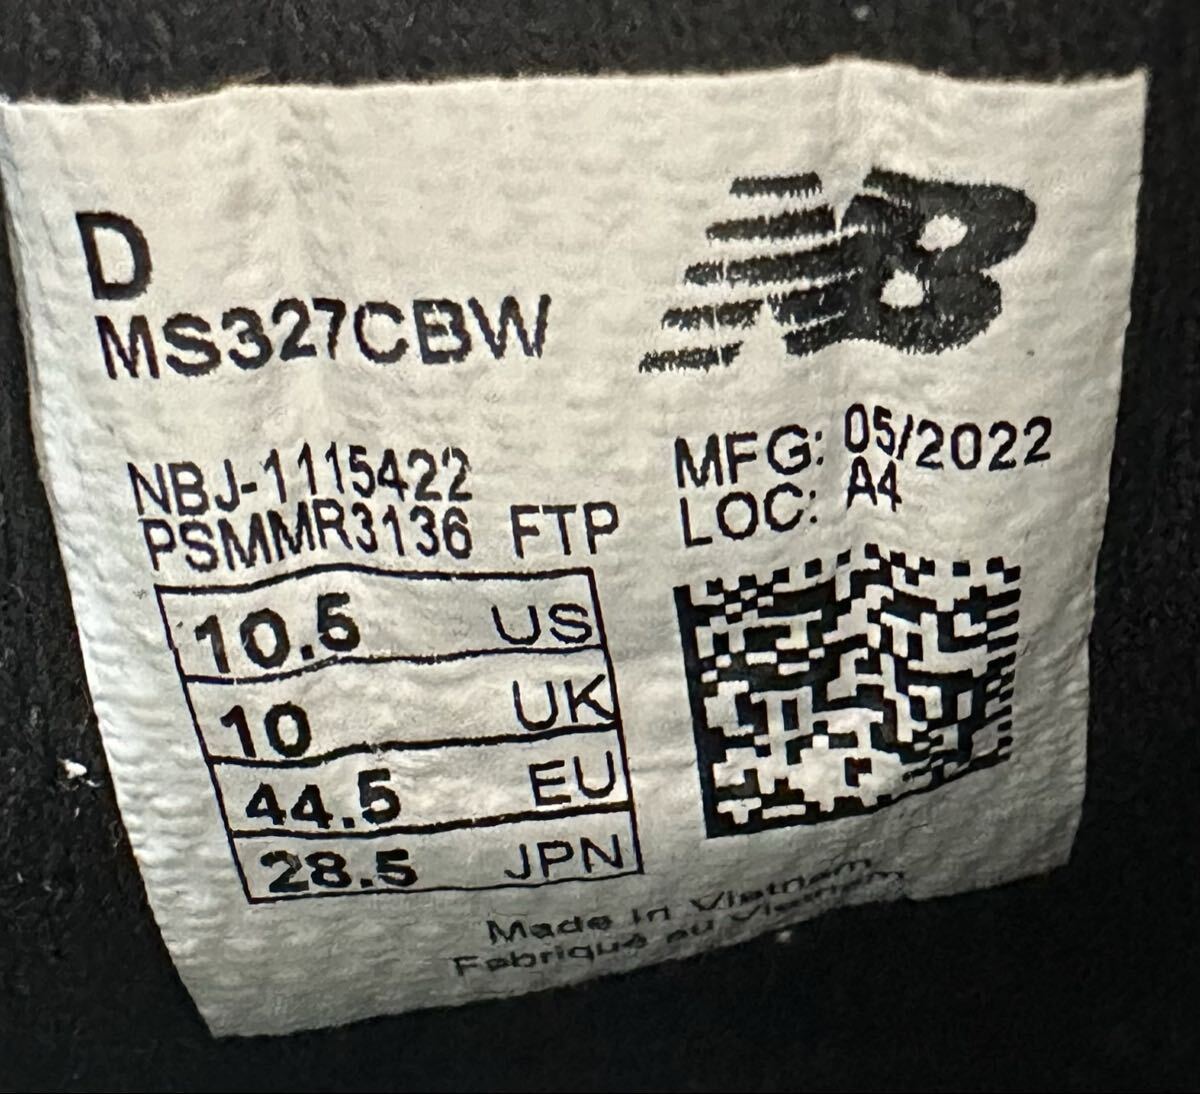 D
MS327CBW
NB
NBJ-1115422
PSMMR3136 FTP
MFG: 05/2022
LOC: A4
10.5 US
10 UK
44.5 EU
28.5 JPN
Made in Vietnam
Fabriqué au Vietnam